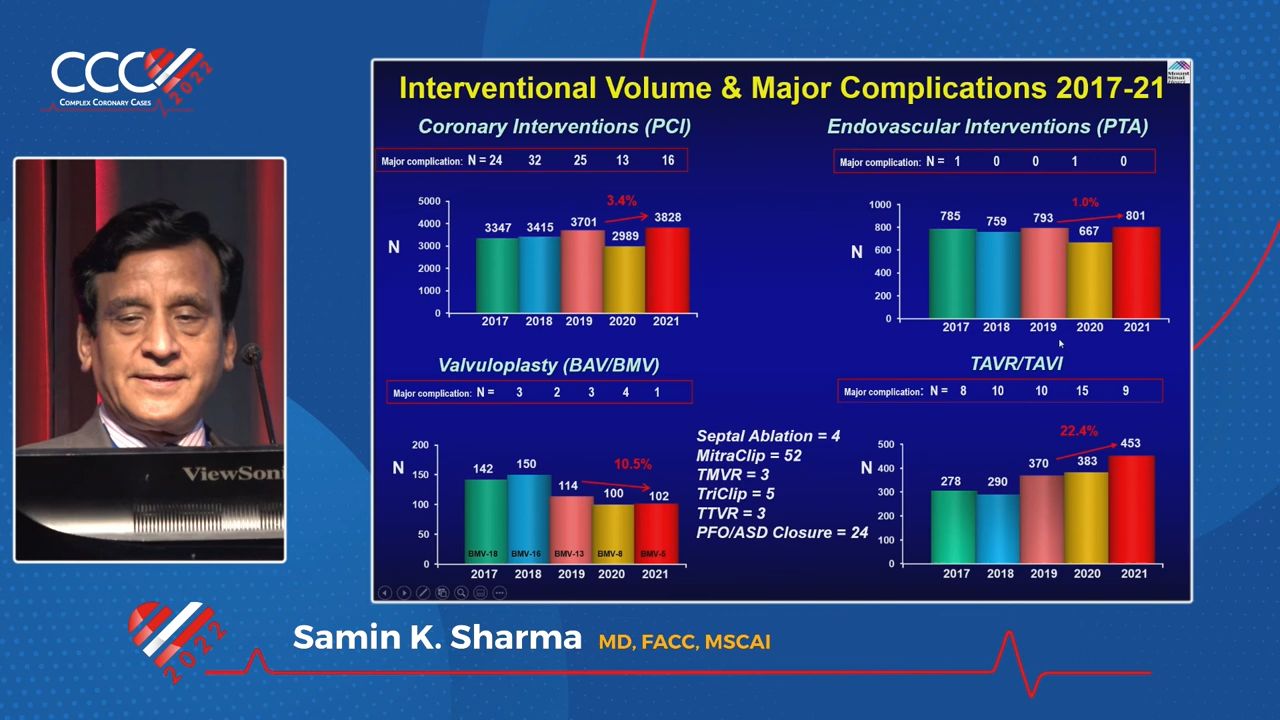 CCC
2022
COMPLEX CORONARY CASES
Mount
Sinai
Heart
Interventional Volume & Major Complications 2017-21
Coronary Interventions (PCI)
Major complication: N = 24 32 25 13 16
5000
4000
3000
2000
1000
0
N
3347
3415
3701
2989
3828
3.4%
2017 2018 2019 2020 2021
Endovascular Interventions (PTA)
Major complication: N = 1 0 0 1 0
1000
800
600
400
200
0
N
785
759
793
667
801
1.0%
2017 2018 2019 2020 2021
Valvuloplasty (BAV/BMV)
Major complication: N = 3 2 3 4 1
200
150
100
50
0
N
142
150
114
100
102
10.5%
BMV-18 BMV-16 BMV-13 BMV-8 BMV-5
2017 2018 2019 2020 2021
Septal Ablation = 4
MitraClip = 52
TMVR = 3
TriClip = 5
TTVR = 3
PFO/ASD Closure = 24
TAVR/TAVI
Major complication: N = 8 10 10 15 9
500
400
300
200
100
0
N
278
290
370
383
453
22.4%
2017 2018 2019 2020 2021
ViewSoni
2022
Samin K. Sharma MD, FACC, MSCAI